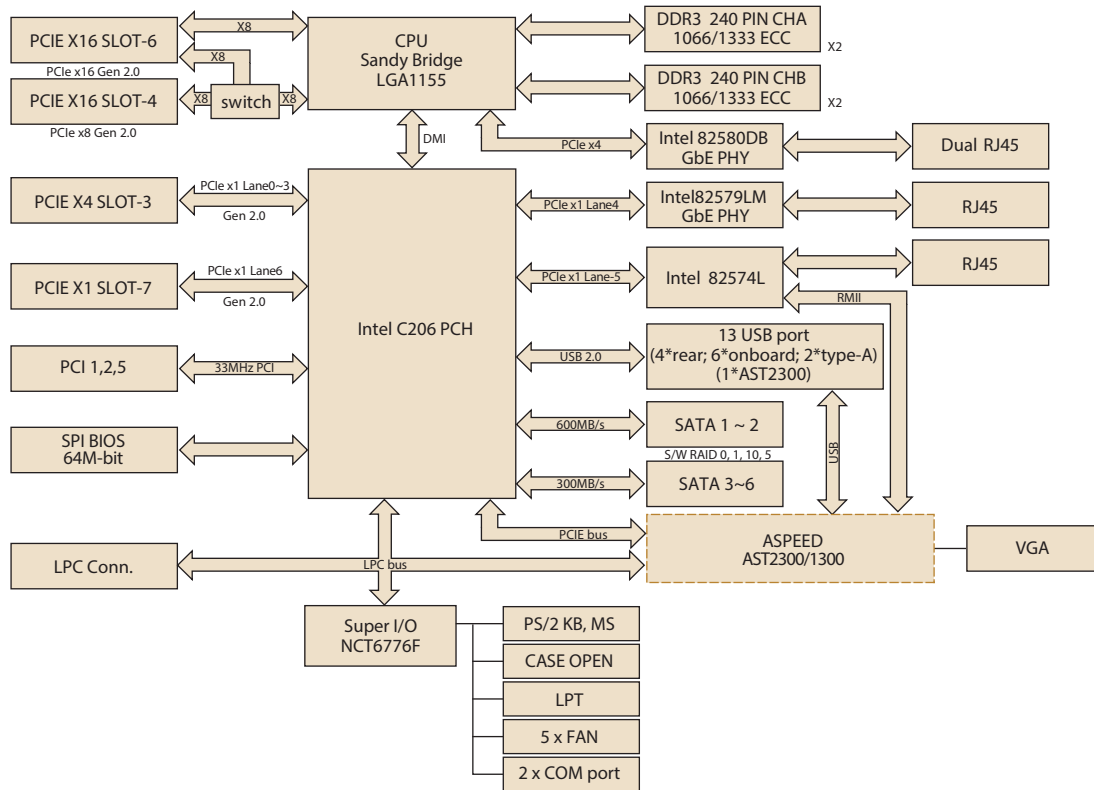 PCIE X16 SLOT-6
PCIe x16 Gen 2.0
PCIE X16 SLOT-4
PCIe x8 Gen 2.0
X8
X8
X8
switch
X8
CPU
Sandy Bridge
LGA1155
DDR3 240 PIN CHA
1066/1333 ECC
X2
DDR3 240 PIN CHB
1066/1333 ECC
X2
DMI
PCIe x4
Intel 82580DB
GbE PHY
Dual RJ45
PCIE X4 SLOT-3
PCIe x1 Lane0~3
Gen 2.0
PCIe x1 Lane4
Intel82579LM
GbE PHY
RJ45
PCIE X1 SLOT-7
PCIe x1 Lane6
Gen 2.0
Intel C206 PCH
PCIe x1 Lane-5
Intel 82574L
RJ45
RMII
PCI 1,2,5
33MHz PCI
USB 2.0
13 USB port
(4*rear; 6*onboard; 2*type-A)
(1*AST2300)
SPI BIOS
64M-bit
600MB/s
SATA 1 ~ 2
S/W RAID 0, 1, 10, 5
300MB/s
SATA 3~6
USB
PCIE bus
ASPEED
AST2300/1300
VGA
LPC Conn.
LPC bus
Super I/O
NCT6776F
PS/2 KB, MS
CASE OPEN
LPT
5 x FAN
2 x COM port